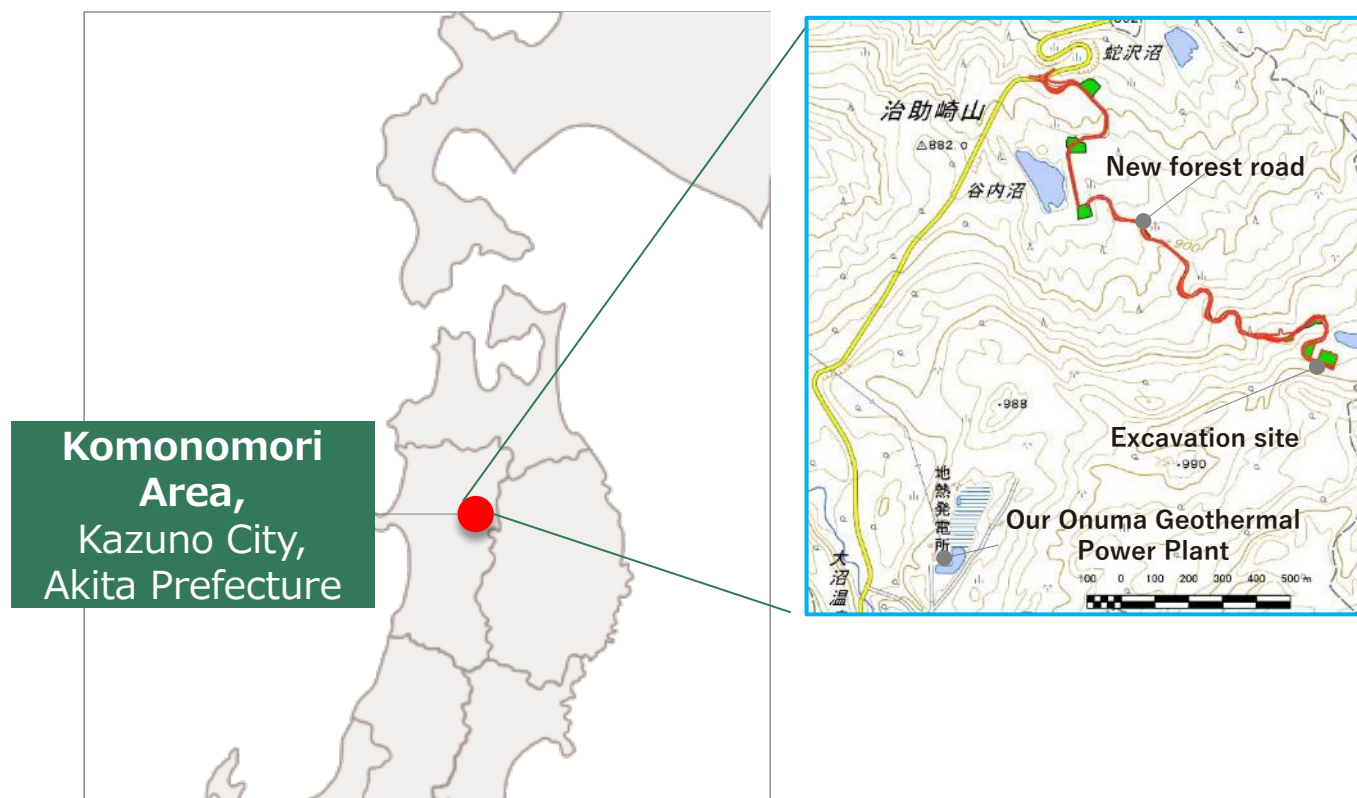 Komonomori
Area,
Kazuno City,
Akita Prefecture
蛇沢沼
治助崎山
882.0
谷内沼
New forest road
900
Excavation site
988
990
地熱発電所
Our Onuma Geothermal
Power Plant
大沼温
100 0 100 200 300 400 500 m